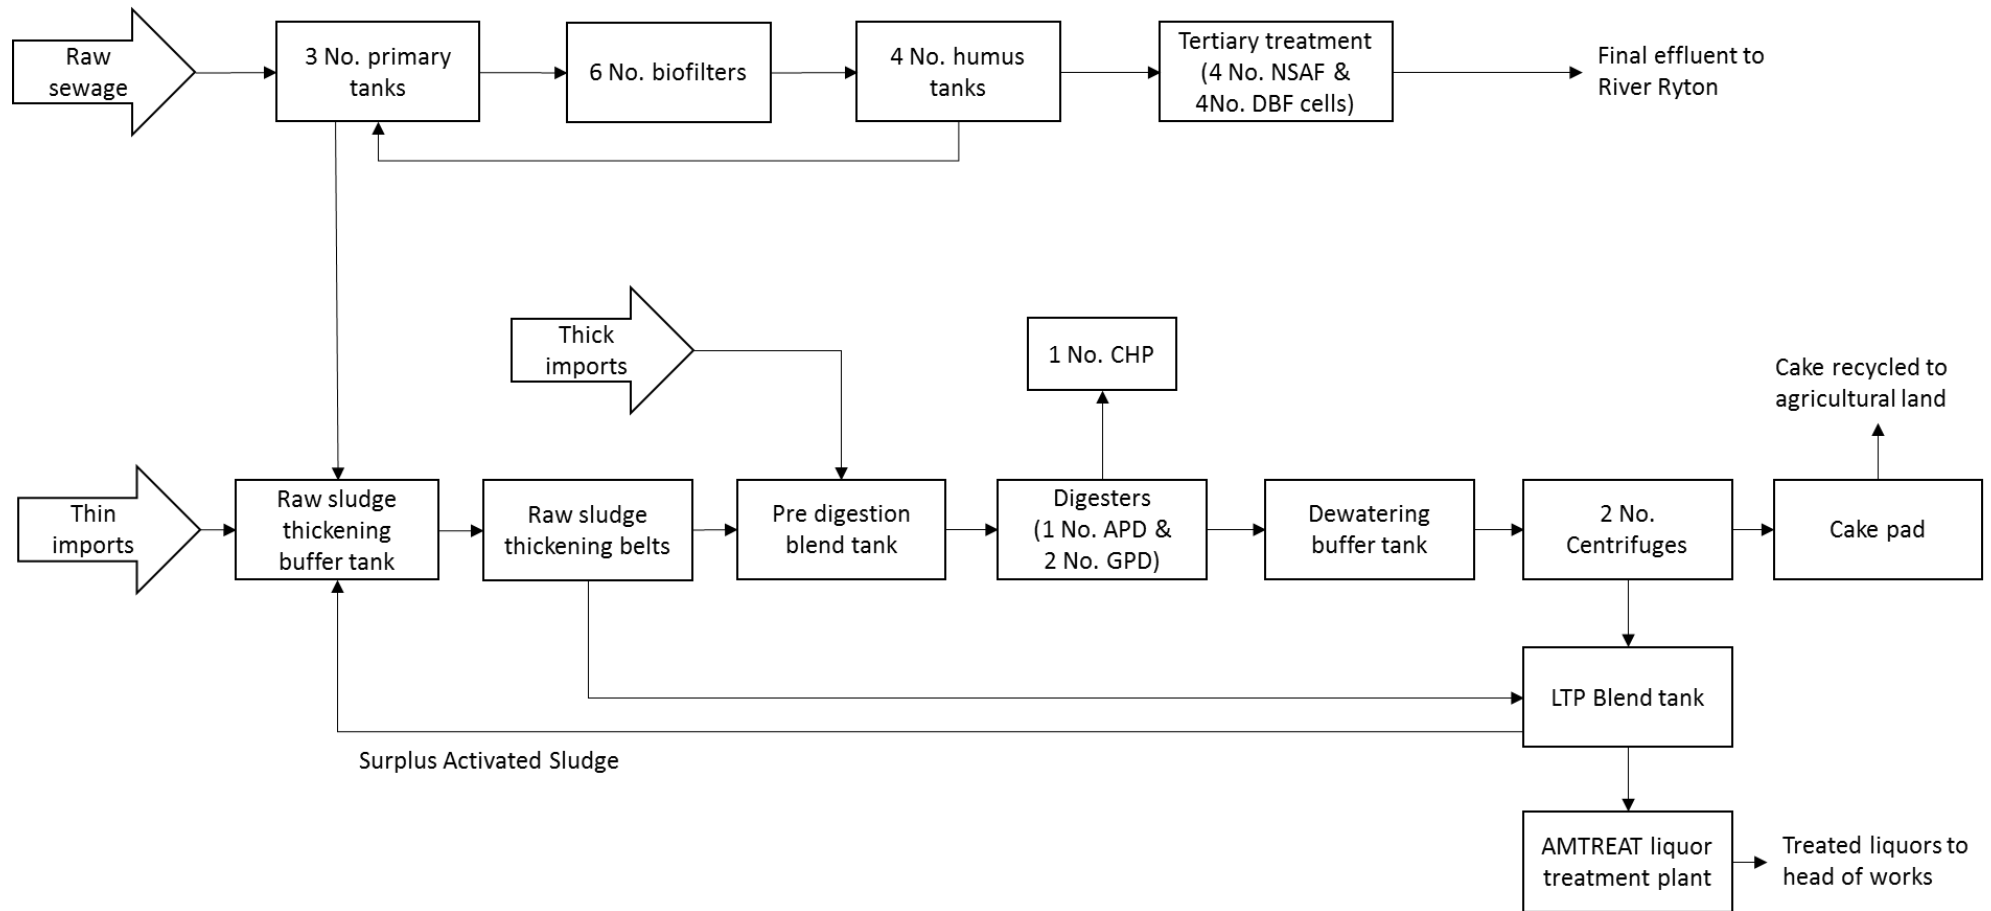 Raw
sewage
3 No. primary
tanks
6 No. biofilters
4 No. humus
tanks
Tertiary treatment
(4 No. NSAF &
4No. DBF cells)
Final effluent to
River Ryton
Thick
imports
1 No. CHP
Cake recycled to
agricultural land
Thin
imports
Raw sludge
thickening
buffer tank
Raw sludge
thickening belts
Pre digestion
blend tank
Digesters
(1 No. APD &
2 No. GPD)
Dewatering
buffer tank
2 No.
Centrifuges
Cake pad
LTP Blend tank
Surplus Activated Sludge
AMTREAT liquor
treatment plant
Treated liquors to
head of works